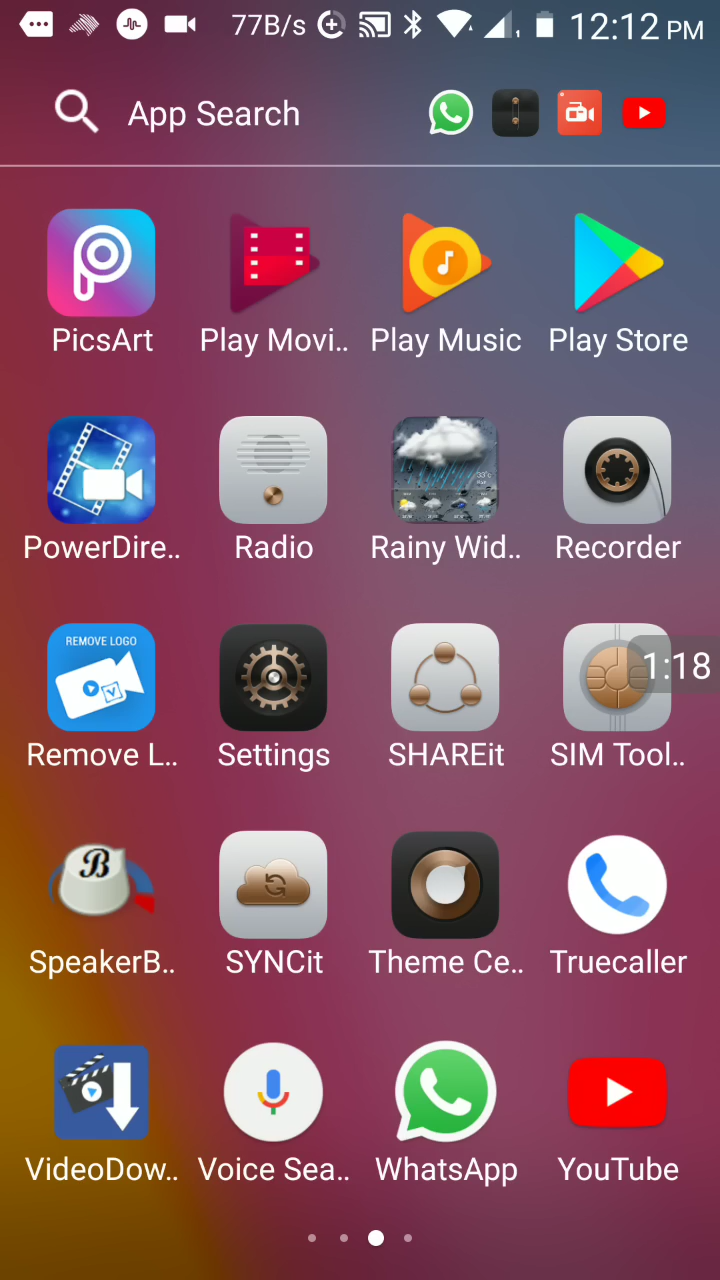 77B/s 12:12 PM
App Search
PicsArt Play Movi.. Play Music Play Store
PowerDire.. Radio Rainy Wid.. Recorder
REMOVE LOGO
1:18
Remove L.. Settings SHAREit SIM Tool..
B
SpeakerB.. SYNCit Theme Ce.. Truecaller
VideoDow.. Voice Sea.. WhatsApp YouTube